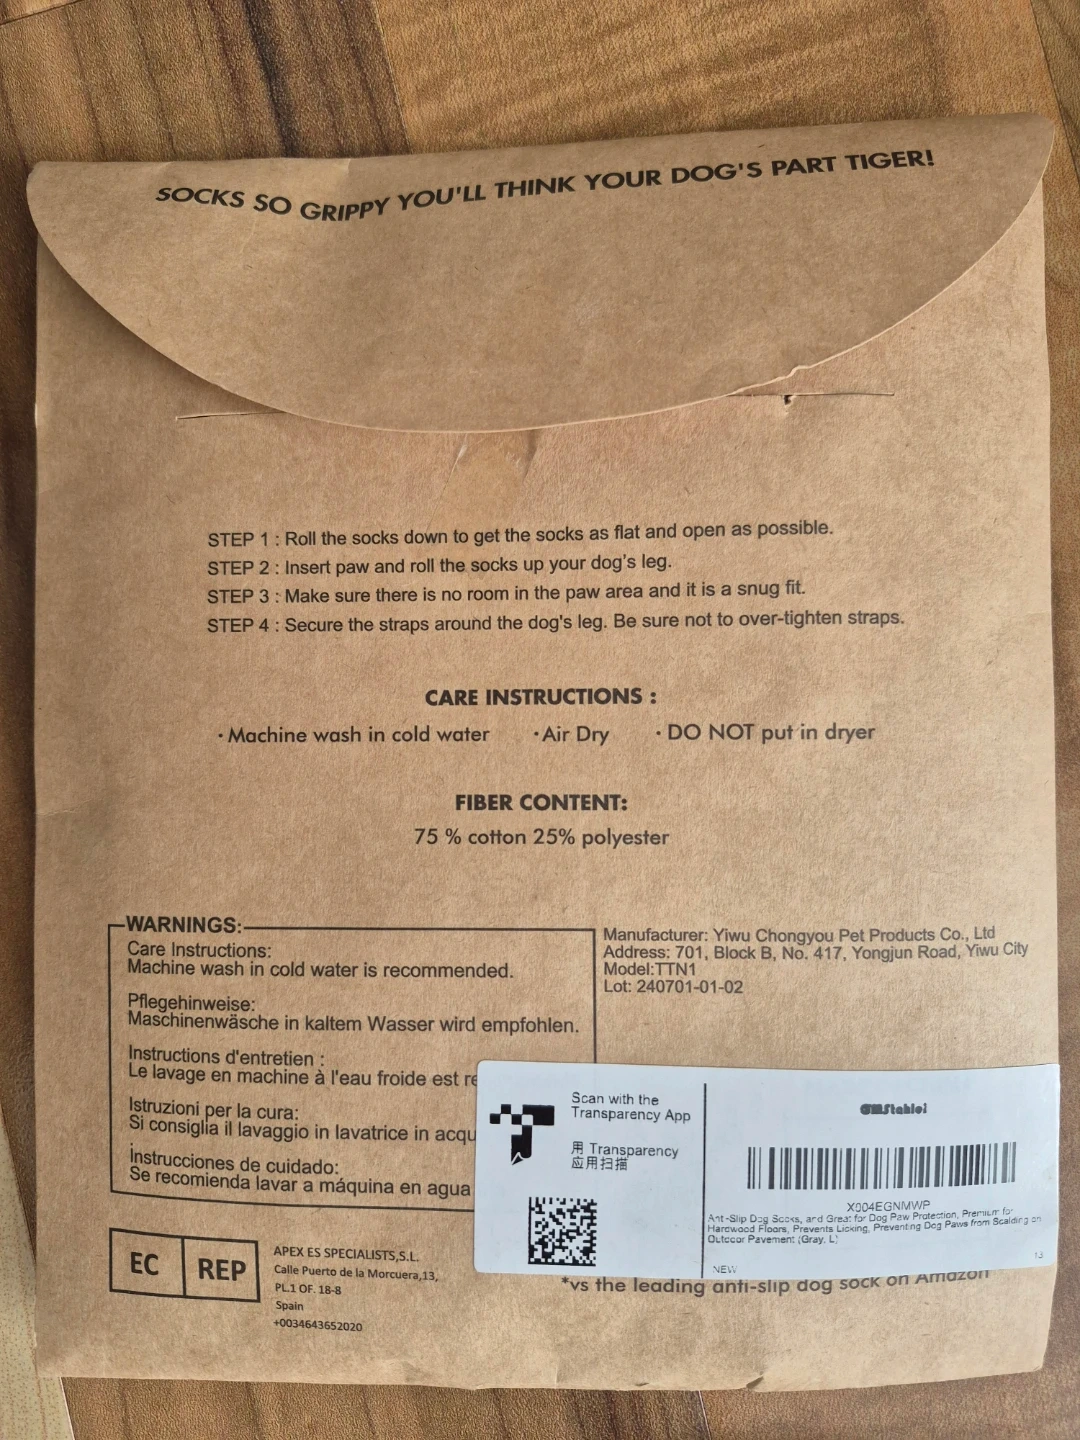 SOCKS SO GRIPPY YOU'LL THINK YOUR DOG'S PART TIGER!
STEP 1 : Roll the socks down to get the socks as flat and open as possible.
STEP 2 : Insert paw and roll the socks up your dog's leg.
STEP 3 : Make sure there is no room in the paw area and it is a snug fit.
STEP 4 : Secure the straps around the dog's leg. Be sure not to over-tighten straps.
CARE INSTRUCTIONS :
· Machine wash in cold water · Air Dry · DO NOT put in dryer
FIBER CONTENT:
75 % cotton 25% polyester
WARNINGS:
Care Instructions:
Machine wash in cold water is recommended.
Pflegehinweise:
Maschinenwäsche in kaltem Wasser wird empfohlen.
Instructions d'entretien :
Le lavage en machine à l'eau froide est
Istruzioni per la cura:
Si consiglia il lavaggio in lavatrice in
Instrucciones de cuidado:
Se recomienda lavar a máquina en agua
Manufacturer: Yiwu Chongyou Pet Products Co., Ltd
Address: 701, Block B, No. 417, Yongjun Road, Yiwu City
Model:TTN1
Lot: 240701-01-02
Scan with the
Transparency App
用 Transparency
应用扫描
X004EGNMWP
Anti-Slip Dog Socks, and Great for Dog Paw Protection, Premium for
Hardwood Floors, Prevents Licking, Preventing Dog Paws from Scalding on
Outdoor Pavement (Gray, L)
NEW
13
*vs the leading anti-slip dog sock on Amazon
EC REP
APEX ES SPECIALISTS,S.L.
Calle Puerto de la Morcuera,13,
PL.1 OF. 18-8
Spain
+0034643652020